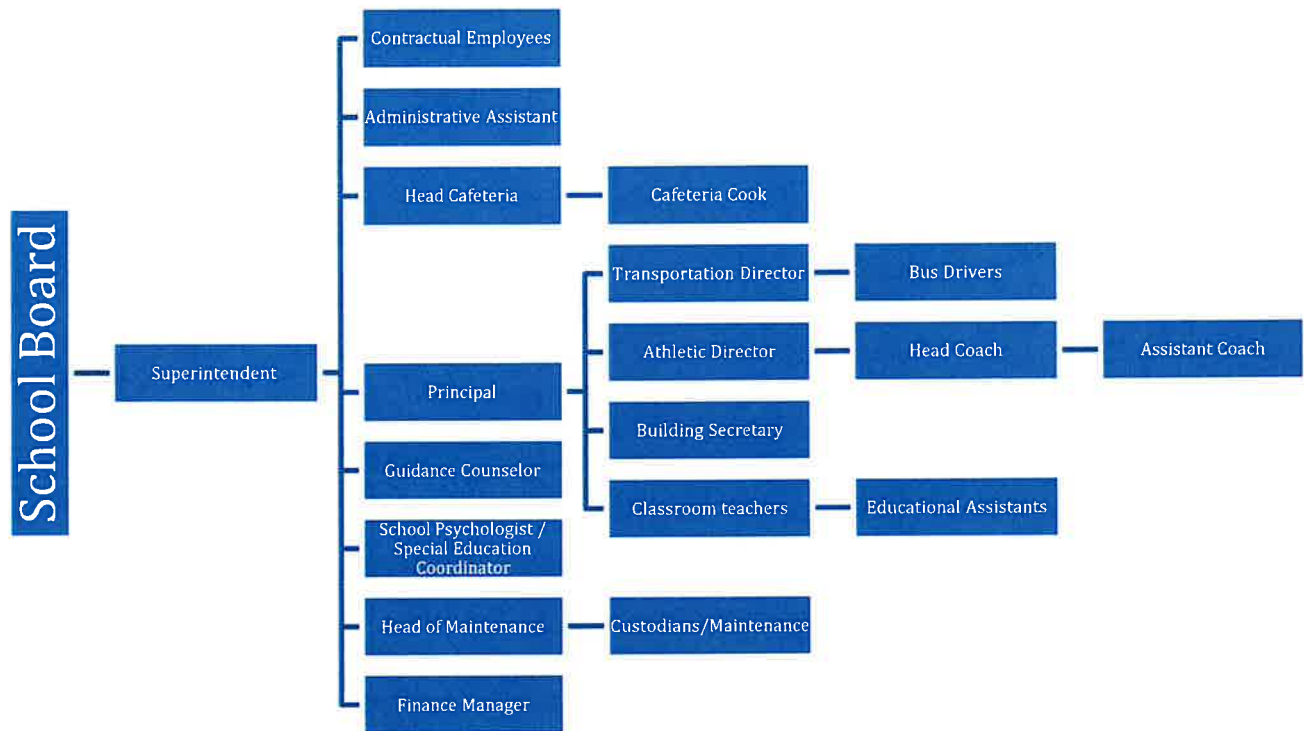 School Board
Superintendent
Contractual Employees
Administrative Assistant
Head Cafeteria
Cafeteria Cook
Principal
Transportation Director
Bus Drivers
Athletic Director
Head Coach
Assistant Coach
Building Secretary
Classroom teachers
Educational Assistants
Guidance Counselor
School Psychologist /
Special Education
Coordinator
Head of Maintenance
Custodians/Maintenance
Finance Manager